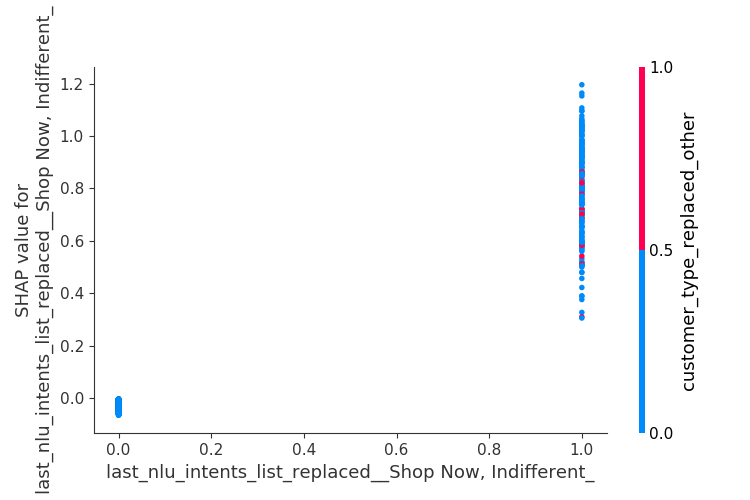 SHAP value for
last_nlu_intents_list_replaced__Shop Now, Indifferent_
1.2
1.0
0.8
0.6
0.4
0.2
0.0
0.0 0.2 0.4 0.6 0.8 1.0
last_nlu_intents_list_replaced__Shop Now, Indifferent_
1.0
0.5
0.0
customer_type_replaced_other